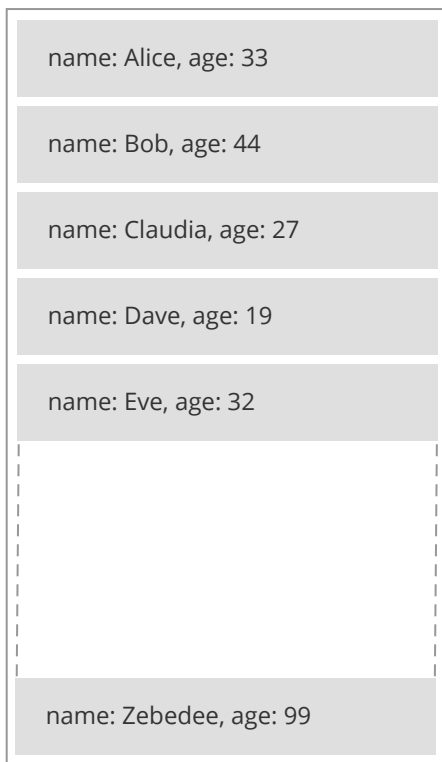 name: Alice, age: 33
name: Bob, age: 44
name: Claudia, age: 27
name: Dave, age: 19
name: Eve, age: 32
name: Zebedee, age: 99